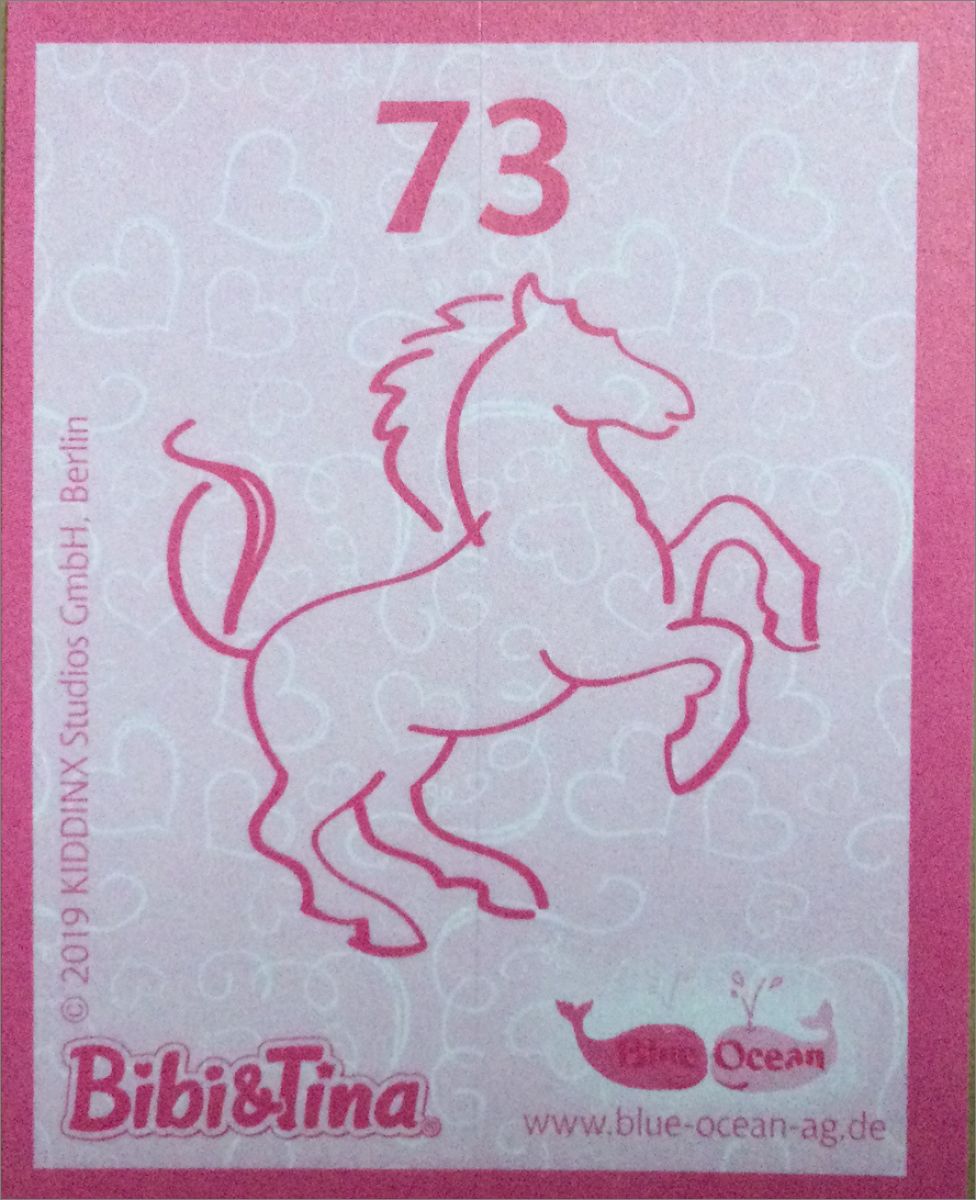 73
© 2019 KIDDINX Studios GmbH, Berlin
Bibi&Tina®
Blue Ocean
www.blue-ocean-ag.de